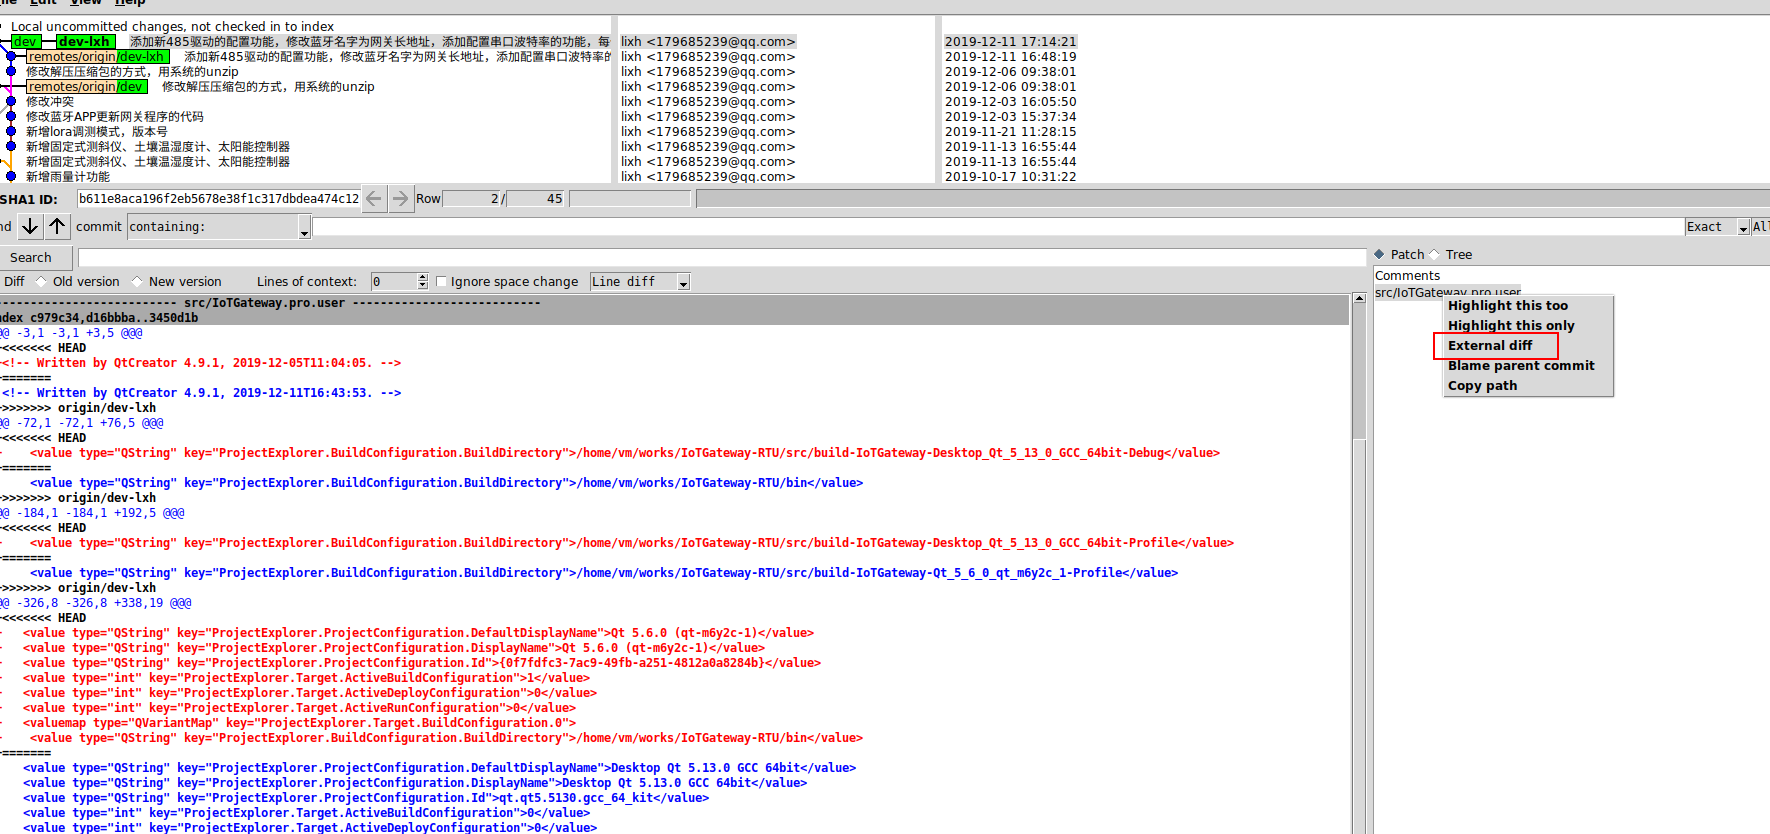 Edit View Help
Local uncommitted changes, not checked in to index
dev dev-lxh 添加新485驱动的配置功能，修改蓝牙名字为网关长地址，添加配置串口波特率的功能，每 lixh <179685239@qq.com> 2019-12-11 17:14:21
remotes/origin/dev-lxh 添加新485驱动的配置功能，修改蓝牙名字为网关长地址，添加配置串口波特率的 lixh <179685239@qq.com> 2019-12-11 16:48:19
修改解压压缩包的方式，用系统的unzip lixh <179685239@qq.com> 2019-12-06 09:38:01
remotes/origin/dev 修改解压压缩包的方式，用系统的unzip lixh <179685239@qq.com> 2019-12-06 09:38:01
修改冲突 lixh <179685239@qq.com> 2019-12-03 16:05:50
修改蓝牙APP更新网关程序的代码 lixh <179685239@qq.com> 2019-12-03 15:37:34
新增lora调测模式，版本号 lixh <179685239@qq.com> 2019-11-21 11:28:15
新增固定式测斜仪、土壤温湿度计、太阳能控制器 lixh <179685239@qq.com> 2019-11-13 16:55:44
新增固定式测斜仪、土壤温湿度计、太阳能控制器 lixh <179685239@qq.com> 2019-11-13 16:55:44
新增雨量计功能 lixh <179685239@qq.com> 2019-10-17 10:31:22
SHA1 ID: b611e8aca196f2eb5678e38f1c317dbdea474c12 Row 2 / 45
nd commit containing: Exact All
Search
Patch Tree
Diff Old version New version Lines of context: 0 Ignore space change Line diff
Comments
src/IoTGateway.pro.user
Highlight this too
Highlight this only
External diff
Blame parent commit
Copy path
------------------------- src/IoTGateway.pro.user ---------------------------
ndex c979c34,d16bbba..3450d1b
@@ -3,1 -3,1 +3,5 @@@
<<<<<<< HEAD
<!-- Written by QtCreator 4.9.1, 2019-12-05T11:04:05. -->
=======
<!-- Written by QtCreator 4.9.1, 2019-12-11T16:43:53. -->
>>>>>>> origin/dev-lxh
@@ -72,1 -72,1 +76,5 @@@
<<<<<<< HEAD
<value type="QString" key="ProjectExplorer.BuildConfiguration.BuildDirectory">/home/vm/works/IoTGateway-RTU/src/build-IoTGateway-Desktop_Qt_5_13_0_GCC_64bit-Debug</value>
=======
<value type="QString" key="ProjectExplorer.BuildConfiguration.BuildDirectory">/home/vm/works/IoTGateway-RTU/bin</value>
>>>>>>> origin/dev-lxh
@@ -184,1 -184,1 +192,5 @@@
<<<<<<< HEAD
<value type="QString" key="ProjectExplorer.BuildConfiguration.BuildDirectory">/home/vm/works/IoTGateway-RTU/src/build-IoTGateway-Desktop_Qt_5_13_0_GCC_64bit-Profile</value>
=======
<value type="QString" key="ProjectExplorer.BuildConfiguration.BuildDirectory">/home/vm/works/IoTGateway-RTU/src/build-IoTGateway-Qt_5_6_0_qt_m6y2c_1-Profile</value>
>>>>>>> origin/dev-lxh
@@ -326,8 -326,8 +338,19 @@@
<<<<<<< HEAD
<value type="QString" key="ProjectExplorer.ProjectConfiguration.DefaultDisplayName">Qt 5.6.0 (qt-m6y2c-1)</value>
<value type="QString" key="ProjectExplorer.ProjectConfiguration.DisplayName">Qt 5.6.0 (qt-m6y2c-1)</value>
<value type="QString" key="ProjectExplorer.ProjectConfiguration.Id">{0f7fdfc3-7ac9-49fb-a251-4812a0a8284b}</value>
<value type="int" key="ProjectExplorer.Target.ActiveBuildConfiguration">1</value>
<value type="int" key="ProjectExplorer.Target.ActiveDeployConfiguration">0</value>
<value type="int" key="ProjectExplorer.Target.ActiveRunConfiguration">0</value>
<valuemap type="QVariantMap" key="ProjectExplorer.Target.BuildConfiguration.0">
<value type="QString" key="ProjectExplorer.BuildConfiguration.BuildDirectory">/home/vm/works/IoTGateway-RTU/bin</value>
=======
<value type="QString" key="ProjectExplorer.ProjectConfiguration.DefaultDisplayName">Desktop Qt 5.13.0 GCC 64bit</value>
<value type="QString" key="ProjectExplorer.ProjectConfiguration.DisplayName">Desktop Qt 5.13.0 GCC 64bit</value>
<value type="QString" key="ProjectExplorer.ProjectConfiguration.Id">qt.qt5.5130.gcc_64_kit</value>
<value type="int" key="ProjectExplorer.Target.ActiveBuildConfiguration">0</value>
<value type="int" key="ProjectExplorer.Target.ActiveDeployConfiguration">0</value>